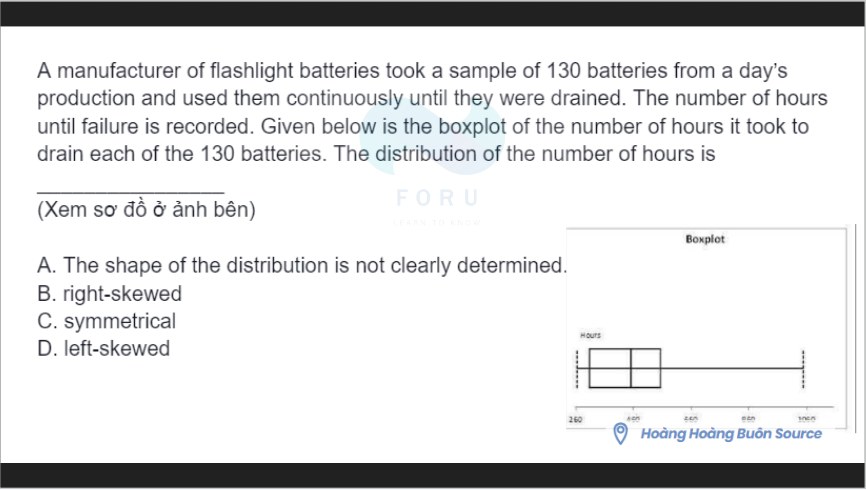 A manufacturer of flashlight batteries took a sample of 130 batteries from a day's
production and used them continuously until they were drained. The number of hours
until failure is recorded. Given below is the boxplot of the number of hours it took to
drain each of the 130 batteries. The distribution of the number of hours is
_________________
(Xem sơ đồ ở ảnh bên)
FORU
A. The shape of the distribution is not clearly determined.
B. right-skewed
C. symmetrical
D. left-skewed
Boxplot
Hours
260
Hoàng Hoàng Buôn Source